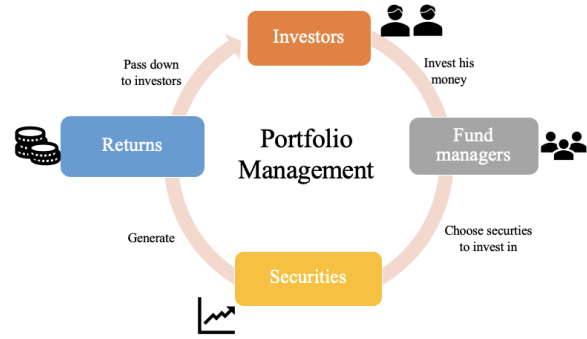 Investors
Pass down
to investors
Invest his
money
Returns
Portfolio
Management
Fund
managers
Generate
Choose securties
to invest in
Securities